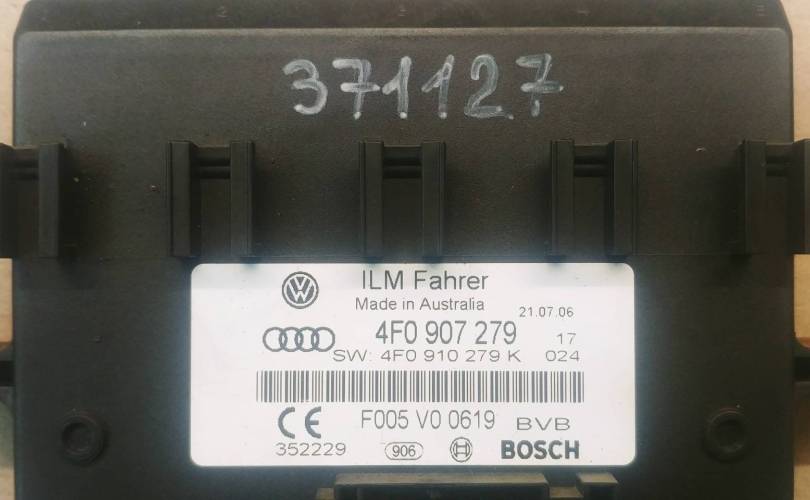 371127
ILM Fahrer
Made in Australia
21.07.06
4F0 907 279 17
SW: 4F0 910 279 K 024
F005 V0 0619 BVB
352229 906 BOSCH